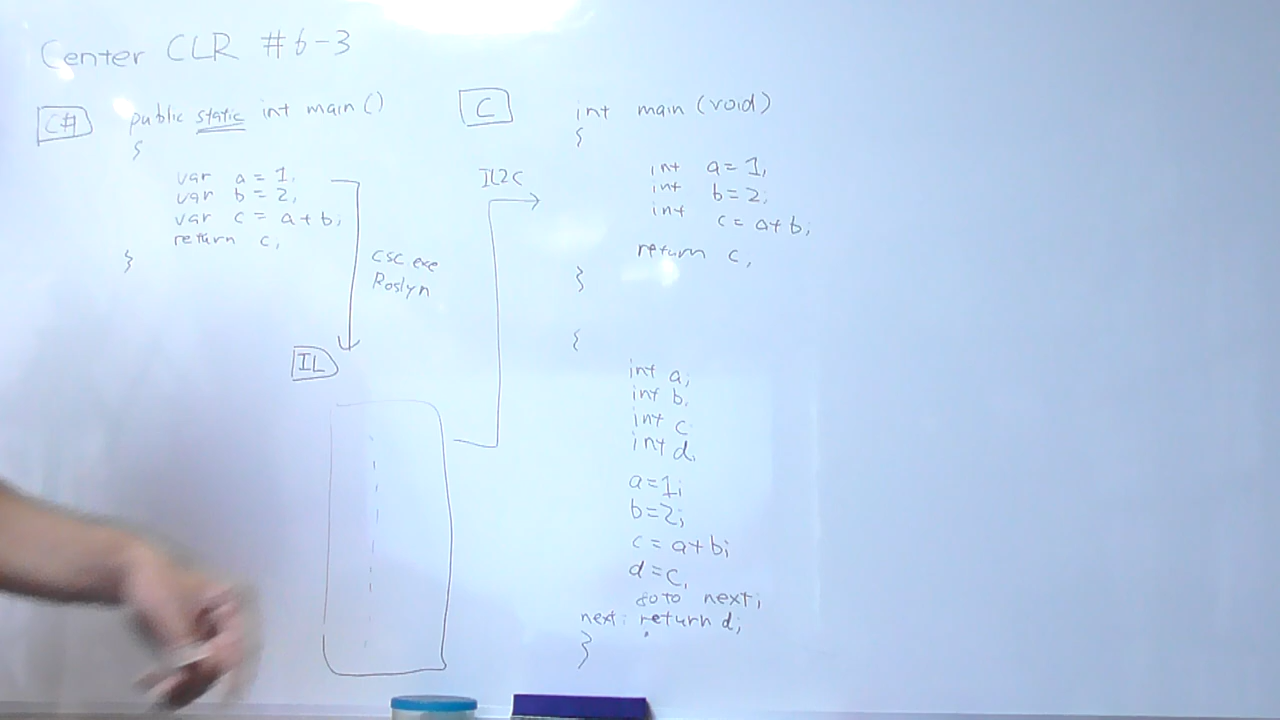 Center CLR #6-3
C#
public static int main()
{
var a = 1,
var b = 2,
var c = a + b;
return c,
}
csc.exe
Roslyn
IL
IL2C
C
int main (void)
{
int a = 1,
int b = 2;
int c = a + b,
return c,
}
{
int a;
int b,
int c
int d,
a=1;
b=2;
c = a+b;
d = c,
goto next;
next: return d;
}